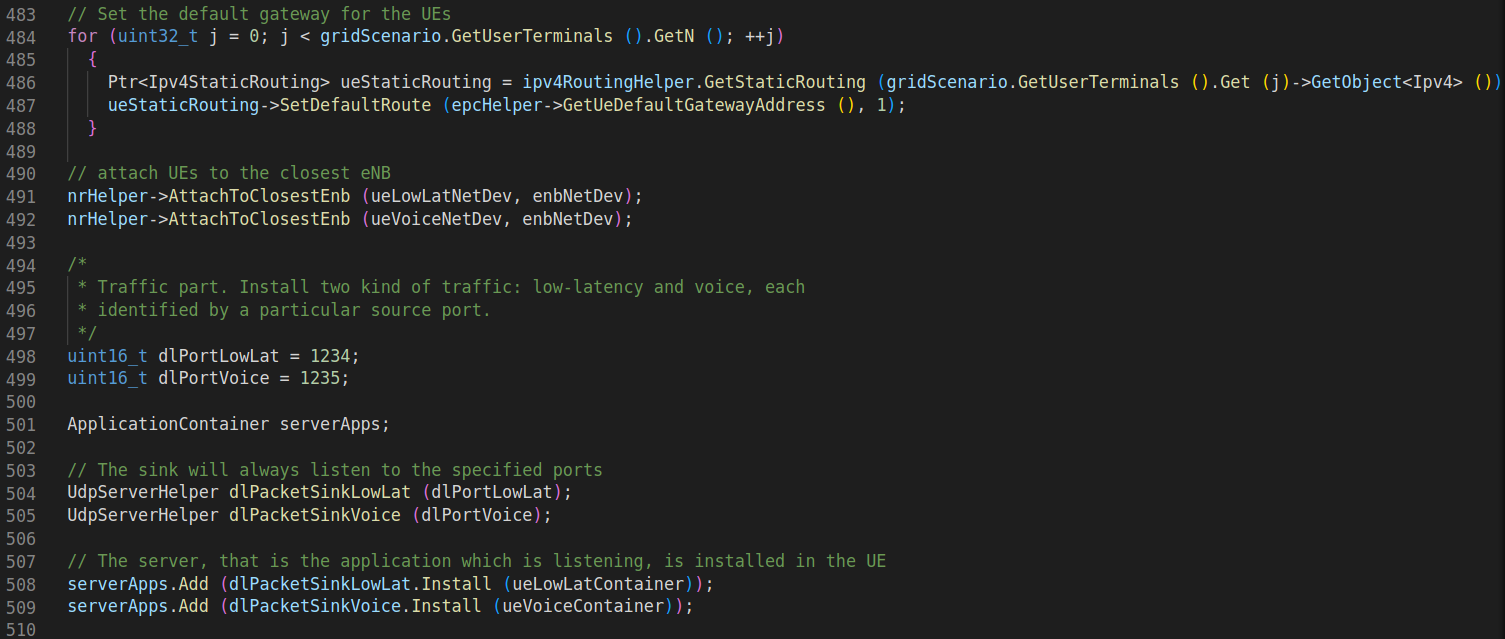 483 // Set the default gateway for the UEs
484 for (uint32_t j = 0; j < gridScenario.GetUserTerminals ().GetN (); ++j)
485 {
486 Ptr<Ipv4StaticRouting> ueStaticRouting = ipv4RoutingHelper.GetStaticRouting (gridScenario.GetUserTerminals ().Get (j)->GetObject<Ipv4> ())
487 ueStaticRouting->SetDefaultRoute (epcHelper->GetUeDefaultGatewayAddress (), 1);
488 }
489
490 // attach UEs to the closest eNB
491 nrHelper->AttachToClosestEnb (ueLowLatNetDev, enbNetDev);
492 nrHelper->AttachToClosestEnb (ueVoiceNetDev, enbNetDev);
493
494 /*
495 * Traffic part. Install two kind of traffic: low-latency and voice, each
496 * identified by a particular source port.
497 */
498 uint16_t dlPortLowLat = 1234;
499 uint16_t dlPortVoice = 1235;
500
501 ApplicationContainer serverApps;
502
503 // The sink will always listen to the specified ports
504 UdpServerHelper dlPacketSinkLowLat (dlPortLowLat);
505 UdpServerHelper dlPacketSinkVoice (dlPortVoice);
506
507 // The server, that is the application which is listening, is installed in the UE
508 serverApps.Add (dlPacketSinkLowLat.Install (ueLowLatContainer));
509 serverApps.Add (dlPacketSinkVoice.Install (ueVoiceContainer));
510